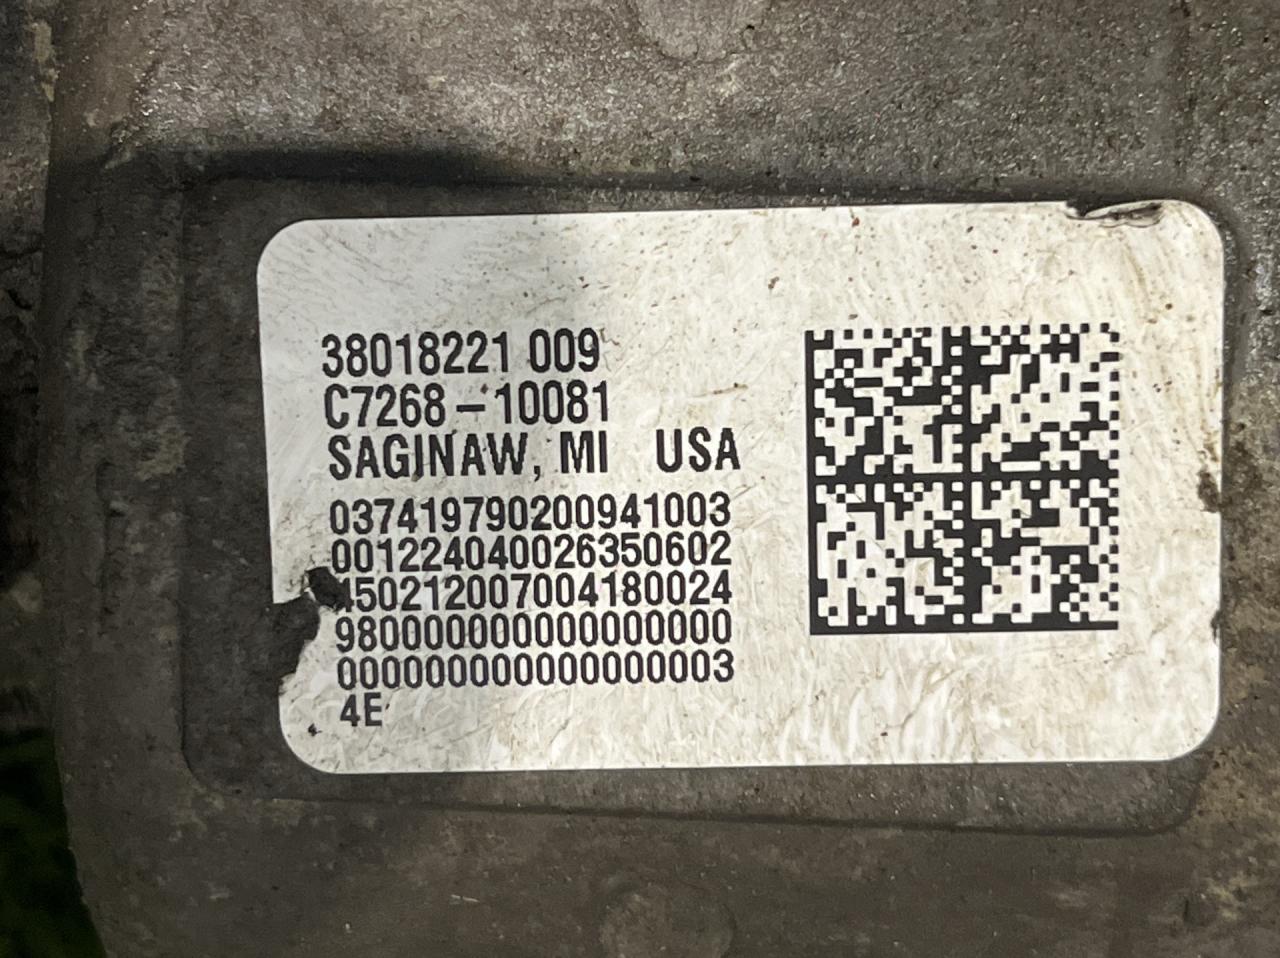 38018221 009
C7268-10081
SAGINAW, MI USA
037419790200941003
001224040026350602
450212007004180024
980000000000000000
000000000000000003
4E